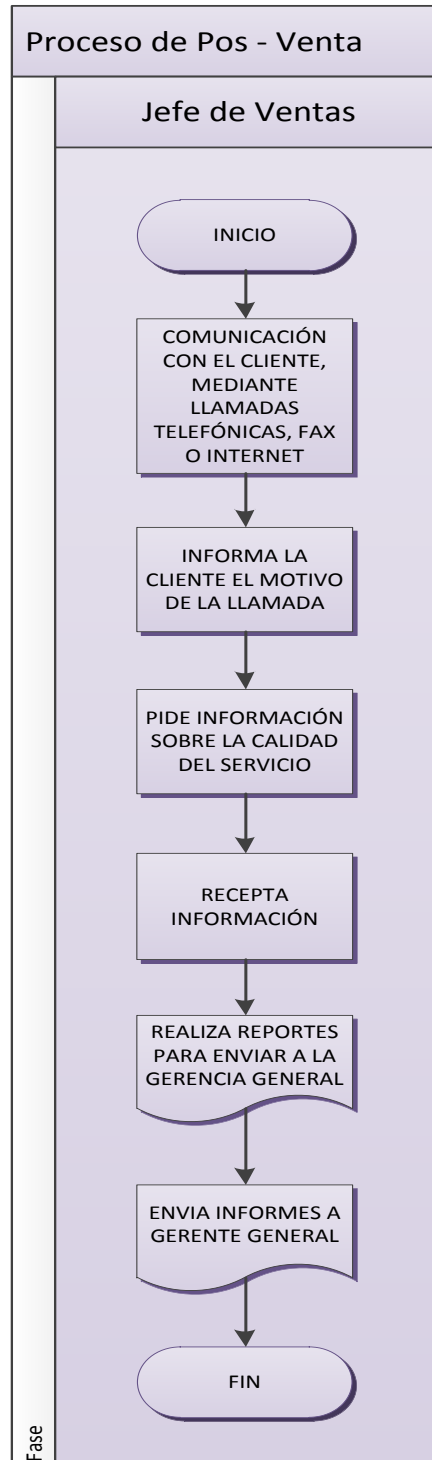 Proceso de Pos - Venta
Jefe de Ventas
INICIO
COMUNICACIÓN
CON EL CLIENTE,
MEDIANTE
LLAMADAS
TELEFÓNICAS, FAX
O INTERNET
INFORMA LA
CLIENTE EL MOTIVO
DE LA LLAMADA
PIDE INFORMACIÓN
SOBRE LA CALIDAD
DEL SERVICIO
RECEPTA
INFORMACIÓN
REALIZA REPORTES
PARA ENVIAR A LA
GERENCIA GENERAL
ENVIA INFORMES A
GERENTE GENERAL
FIN
Fase